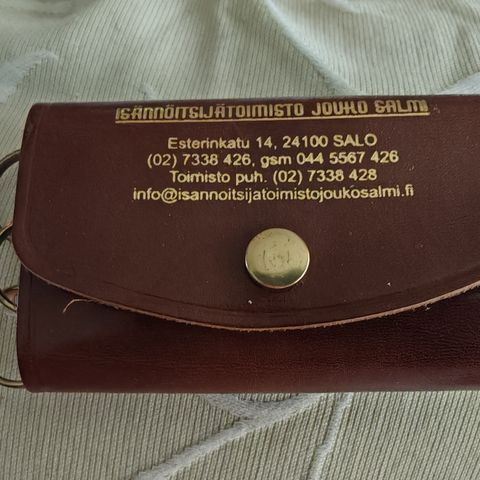 ISÄNNÖITSIJÄTOIMISTO JOUKO SALMI
Esterinkatu 14, 24100 SALO
(02) 7338 426, gsm 044 5567 426
Toimisto puh. (02) 7338 428
info@isannoitsijatoimistojoukosalmi.fi